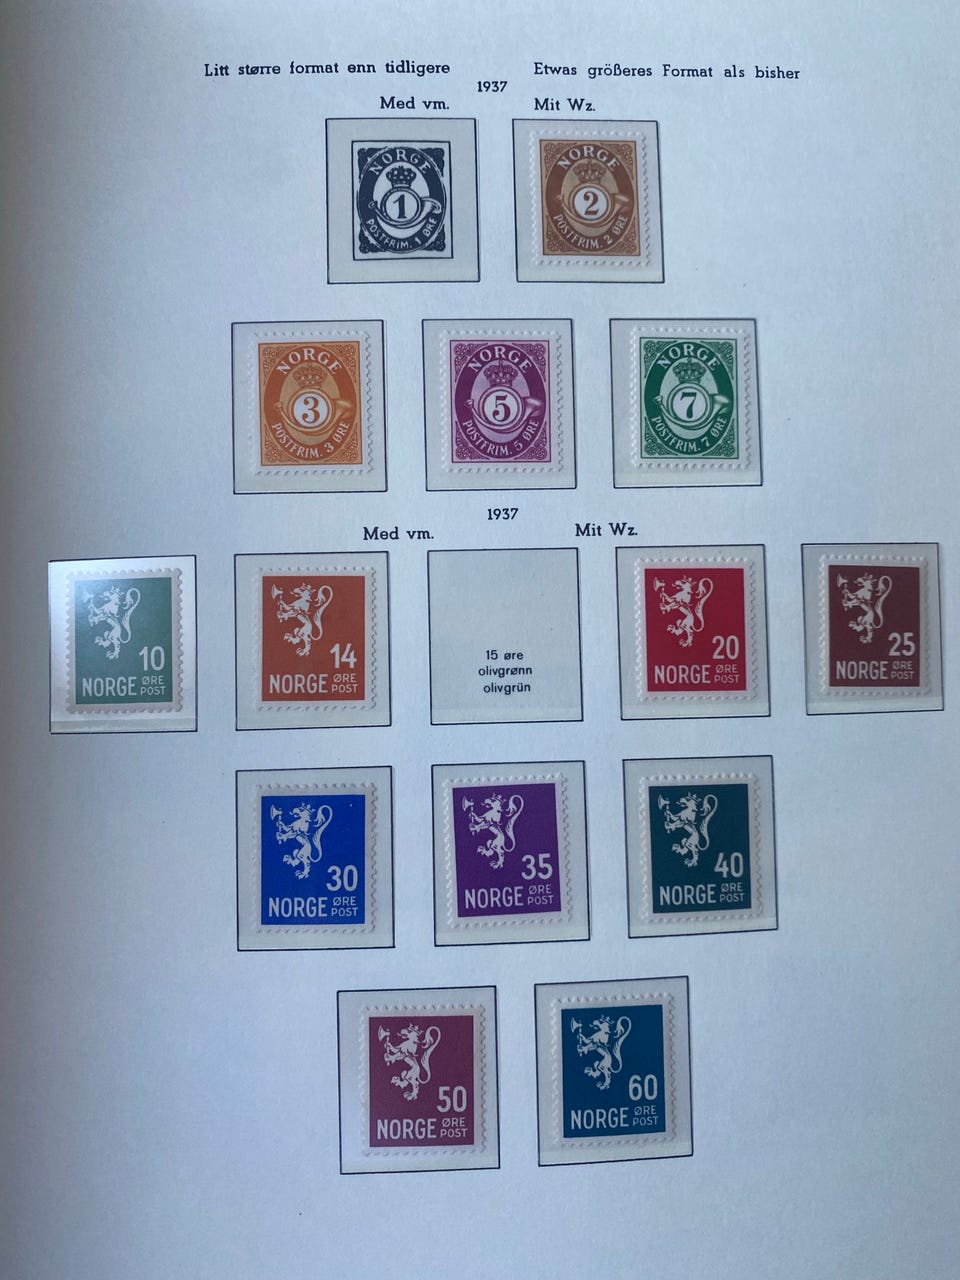 Litt større format enn tidligere
Etwas größeres Format als bisher
1937
Med vm.
Mit Wz.
NORGE
1
POSTFRIM. 1 ØRE
NORGE
2
POSTFRIM. 2 ØRE
NORGE
3
POSTFRIM. 3 ØRE
NORGE
5
POSTFRIM. 5 ØRE
NORGE
7
POSTFRIM. 7 ØRE
1937
Med vm.
Mit Wz.
10
NORGE ØRE POST
14
NORGE ØRE POST
15 øre
olivgrønn
olivgrün
20
NORGE ØRE POST
25
NORGE ØRE POST
30
NORGE ØRE POST
35
NORGE ØRE POST
40
NORGE ØRE POST
50
NORGE ØRE POST
60
NORGE ØRE POST